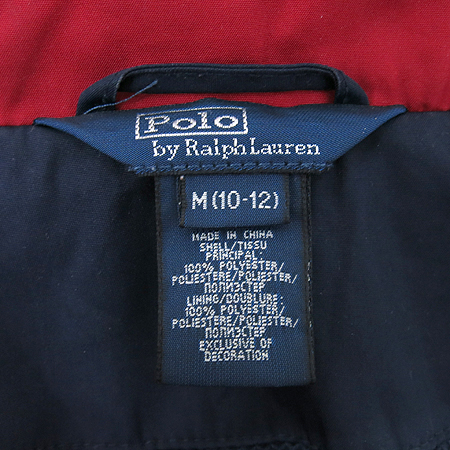 Polo
by Ralph Lauren
M (10-12)
MADE IN CHINA
SHELL/TISSU
PRINCIPAL:
100% POLYESTER/
POLIESTERE/POLIESTER/
ПОЛИЭСТЕР
LINING/DOUBLURE:
100% POLYESTER/
POLIESTERE/POLIESTER/
ПОЛИЭСТЕР
EXCLUSIVE OF
DECORATION